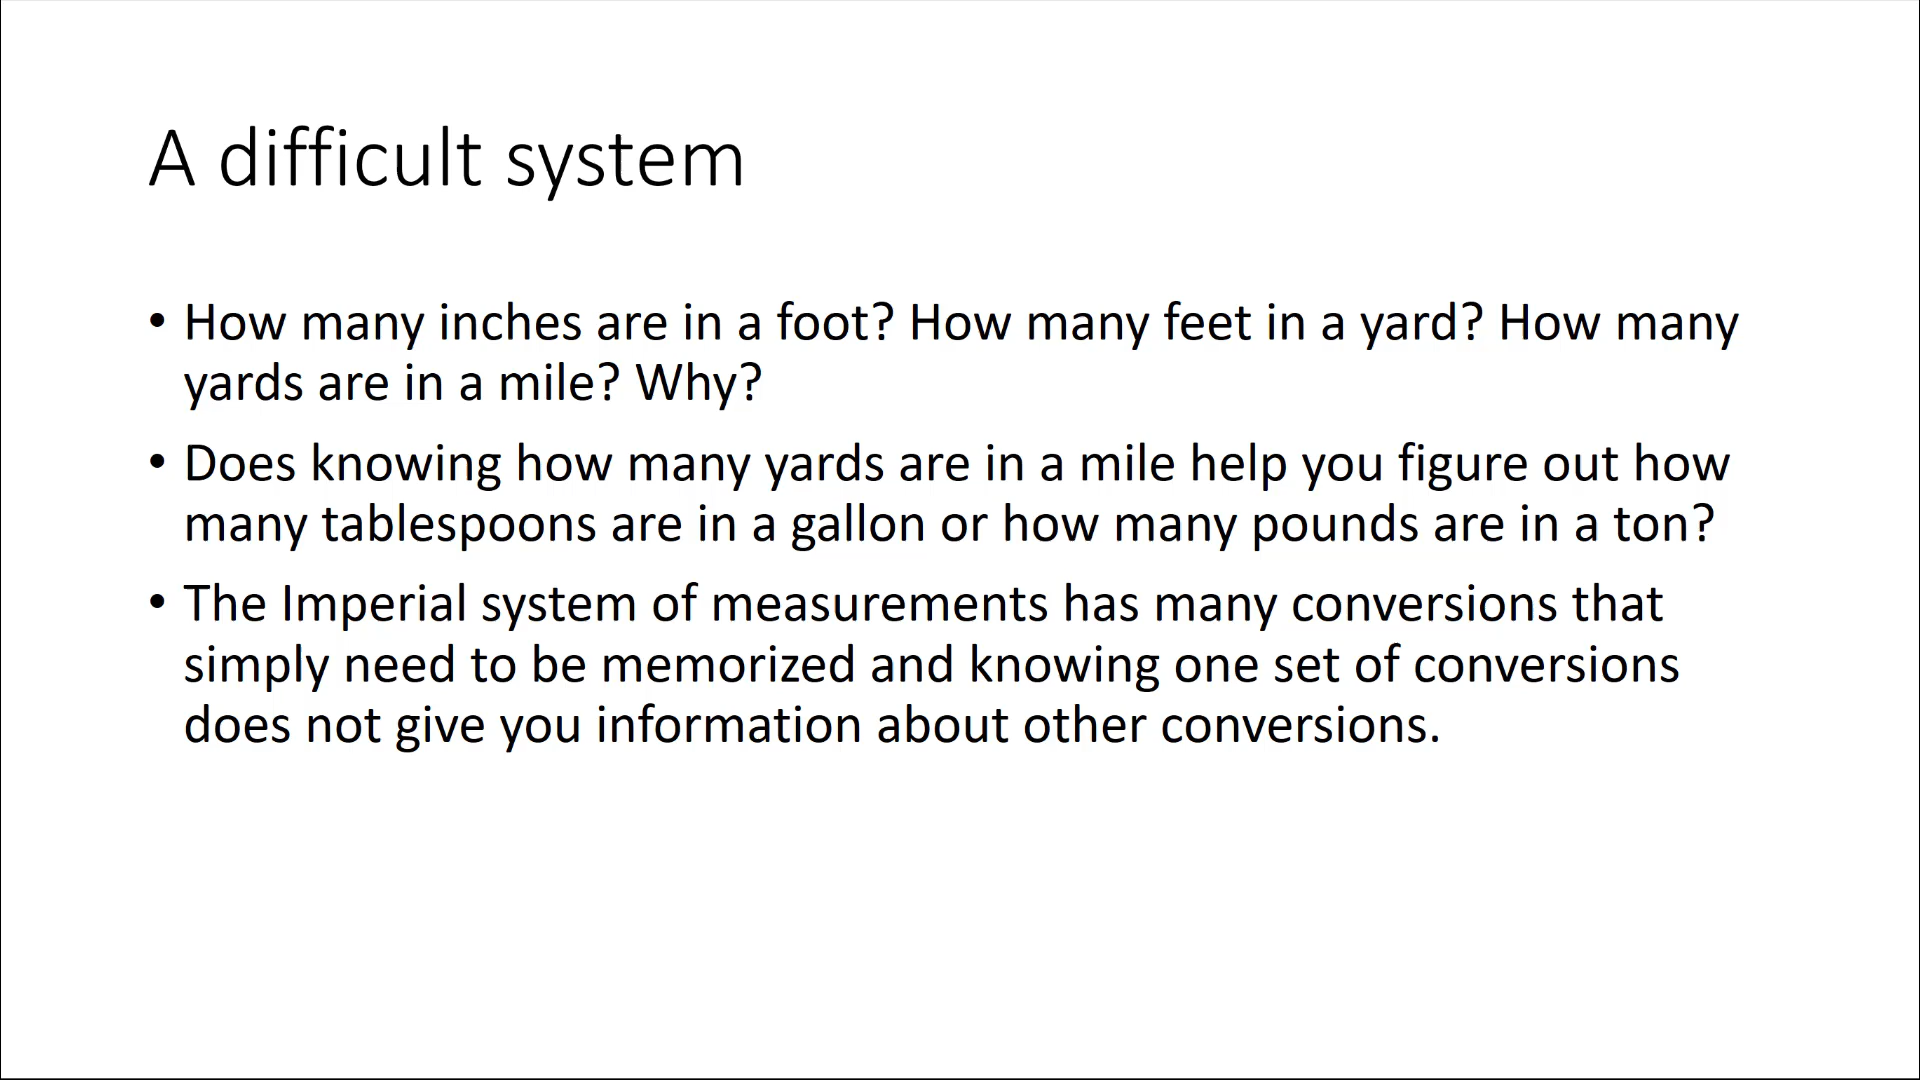 A difficult system
• How many inches are in a foot? How many feet in a yard? How many
yards are in a mile? Why?
• Does knowing how many yards are in a mile help you figure out how
many tablespoons are in a gallon or how many pounds are in a ton?
• The Imperial system of measurements has many conversions that
simply need to be memorized and knowing one set of conversions
does not give you information about other conversions.